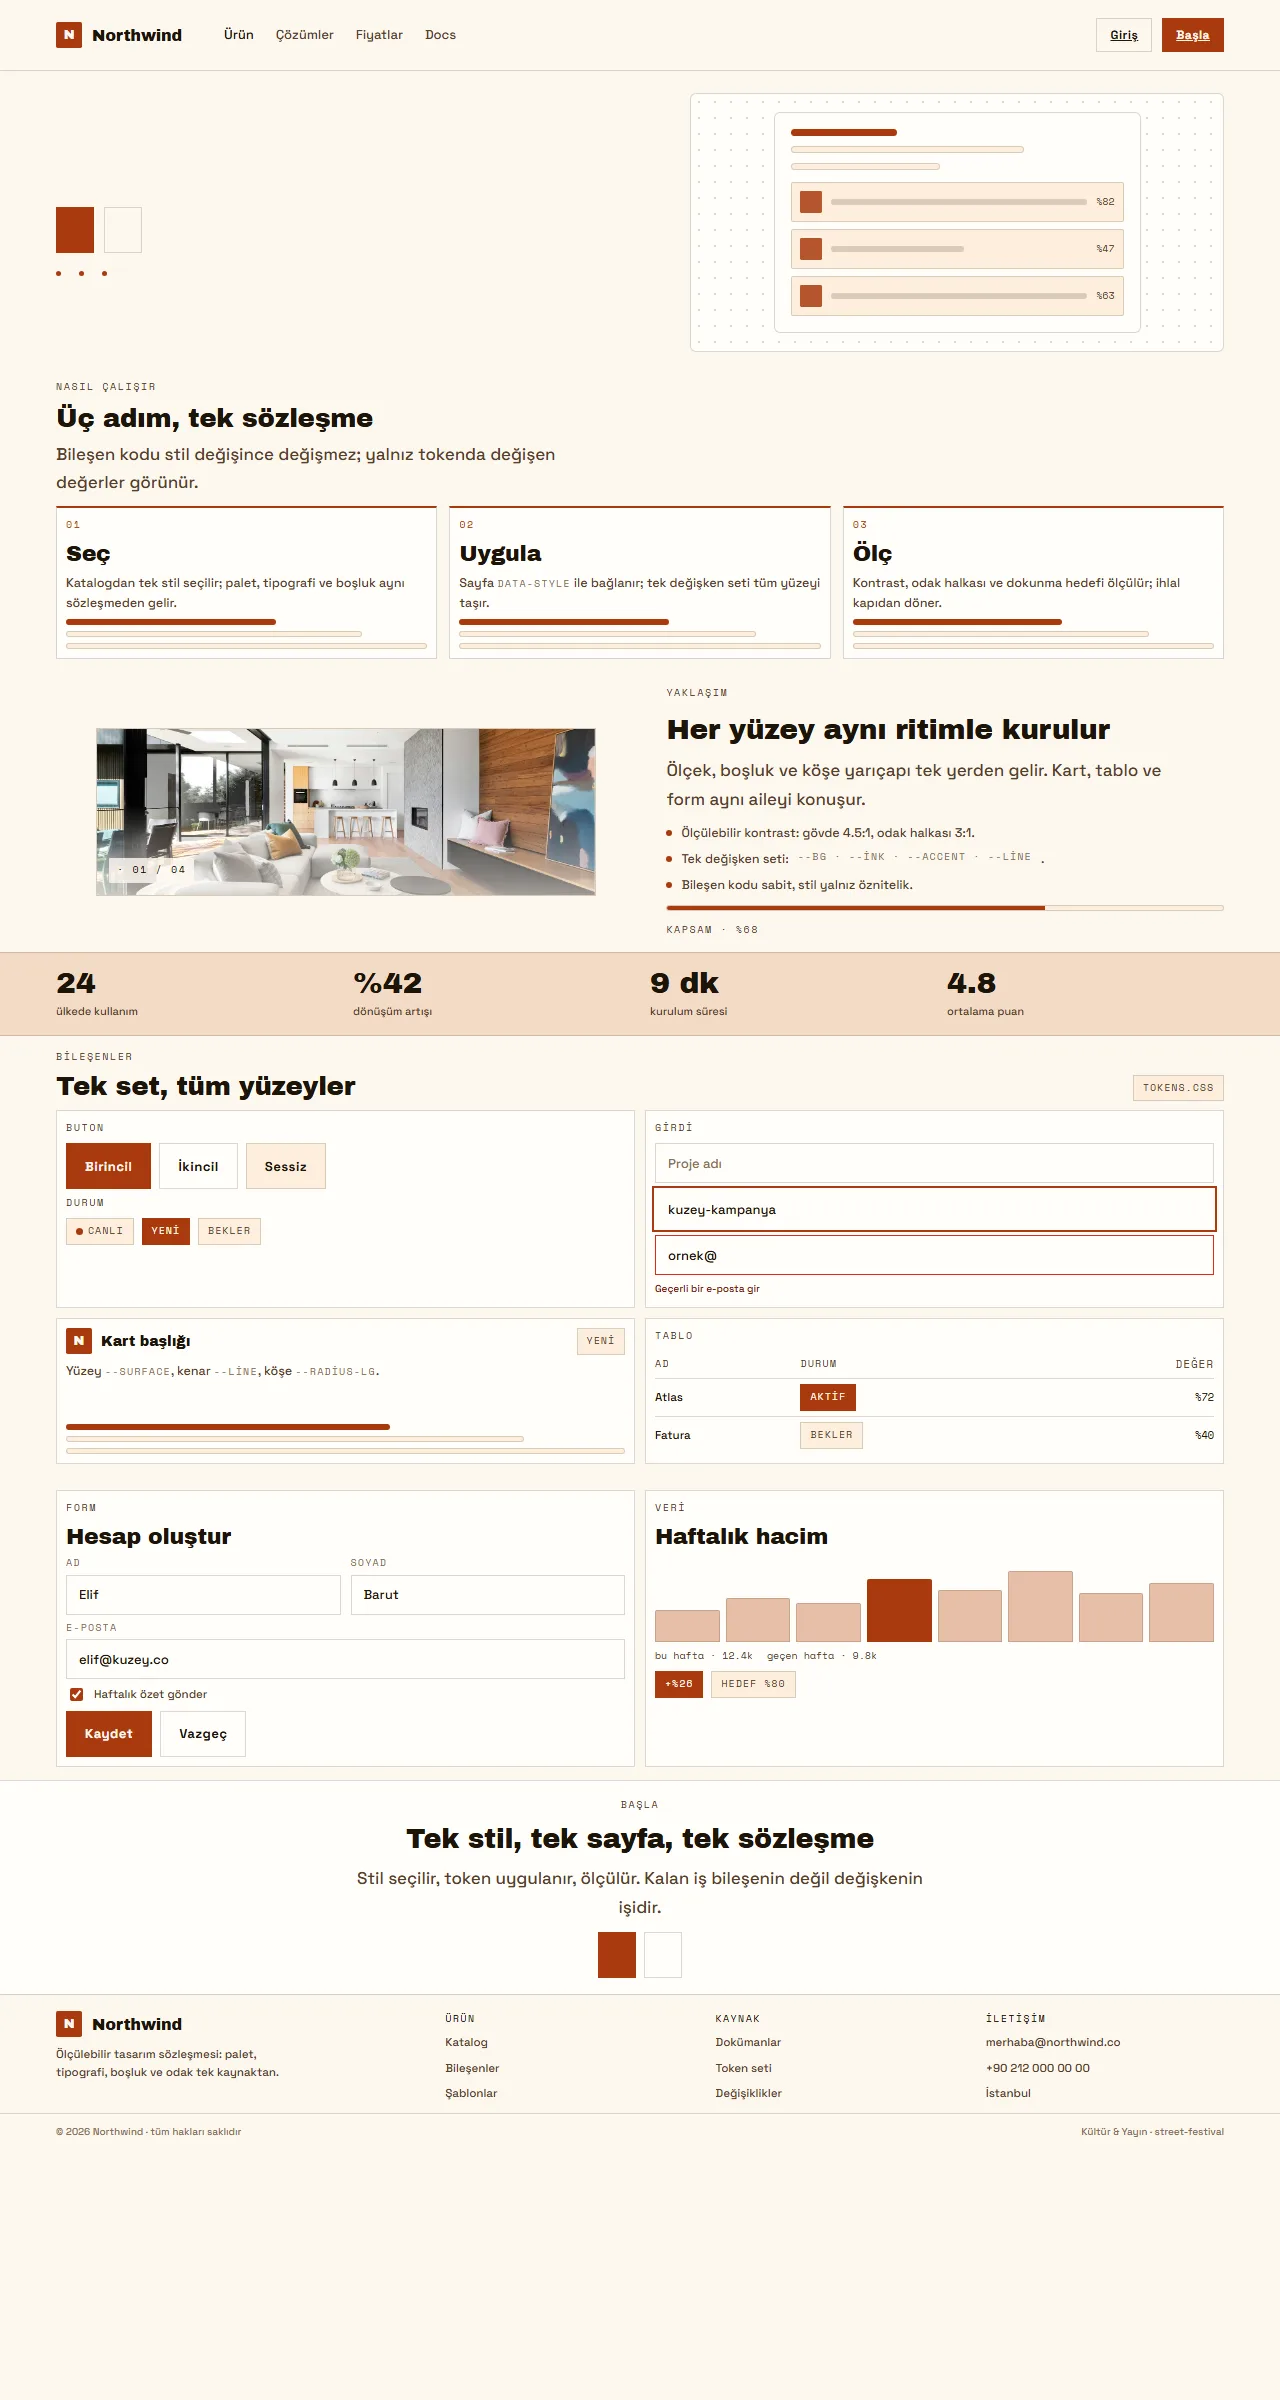 N Northwind Ürün Çözümler Fiyatlar Docs Giriş Başla
%82
%47
%63
NASIL ÇALIŞIR
Üç adım, tek sözleşme
Bileşen kodu stil değişince değişmez; yalnız tokenda değişen
değerler görünür.
01
Seç
Katalogdan tek stil seçilir; palet, tipografi ve boşluk aynı
sözleşmeden gelir.
02
Uygula
Sayfa DATA-STYLE ile bağlanır; tek değişken seti tüm yüzeyi
taşır.
03
Ölç
Kontrast, odak halkası ve dokunma hedefi ölçülür; ihlal
kapıdan döner.
· 01 / 04
YAKLAŞIM
Her yüzey aynı ritimle kurulur
Ölçek, boşluk ve köşe yarıçapı tek yerden gelir. Kart, tablo ve
form aynı aileyi konuşur.
Ölçülebilir kontrast: gövde 4.5:1, odak halkası 3:1.
Tek değişken seti: --BG · --İNK · --ACCENT · --LİNE .
Bileşen kodu sabit, stil yalnız öznitelik.
KAPSAM · %68
24
ülkede kullanım
%42
dönüşüm artışı
9 dk
kurulum süresi
4.8
ortalama puan
BİLEŞENLER
Tek set, tüm yüzeyler
TOKENS.CSS
BUTON
Birincil İkincil Sessiz
DURUM
CANLI YENİ BEKLER
GİRDİ
Proje adı
kuzey-kampanya
ornek@
Geçerli bir e-posta gir
N Kart başlığı YENİ
Yüzey --SURFACE, kenar --LİNE, köşe --RADİUS-LG.
TABLO
AD DURUM DEĞER
Atlas AKTİF %72
Fatura BEKLER %40
FORM
Hesap oluştur
AD SOYAD
Elif Barut
E-POSTA
elif@kuzey.co
Haftalık özet gönder
Kaydet Vazgeç
VERİ
Haftalık hacim
bu hafta · 12.4k geçen hafta · 9.8k
+%26 HEDEF %80
BAŞLA
Tek stil, tek sayfa, tek sözleşme
Stil seçilir, token uygulanır, ölçülür. Kalan iş bileşenin değil değişkenin
işidir.
N Northwind
Ölçülebilir tasarım sözleşmesi: palet,
tipografi, boşluk ve odak tek kaynaktan.
ÜRÜN
Katalog
Bileşenler
Şablonlar
KAYNAK
Dokümanlar
Token seti
Değişiklikler
İLETİŞİM
merhaba@northwind.co
+90 212 000 00 00
İstanbul
© 2026 Northwind · tüm hakları saklıdır
Kültür & Yayın · street-festival